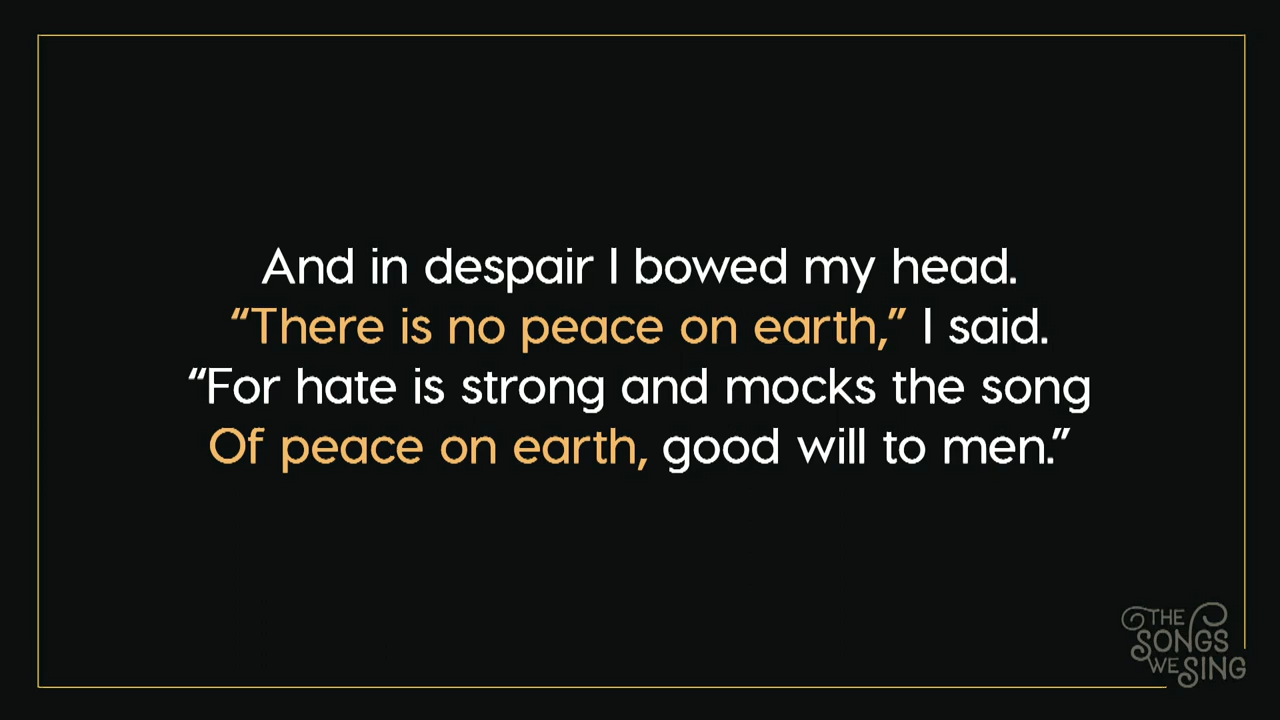 And in despair I bowed my head.
“There is no peace on earth,” I said.
“For hate is strong and mocks the song
Of peace on earth, good will to men.”
THE
SONGS
WE SING